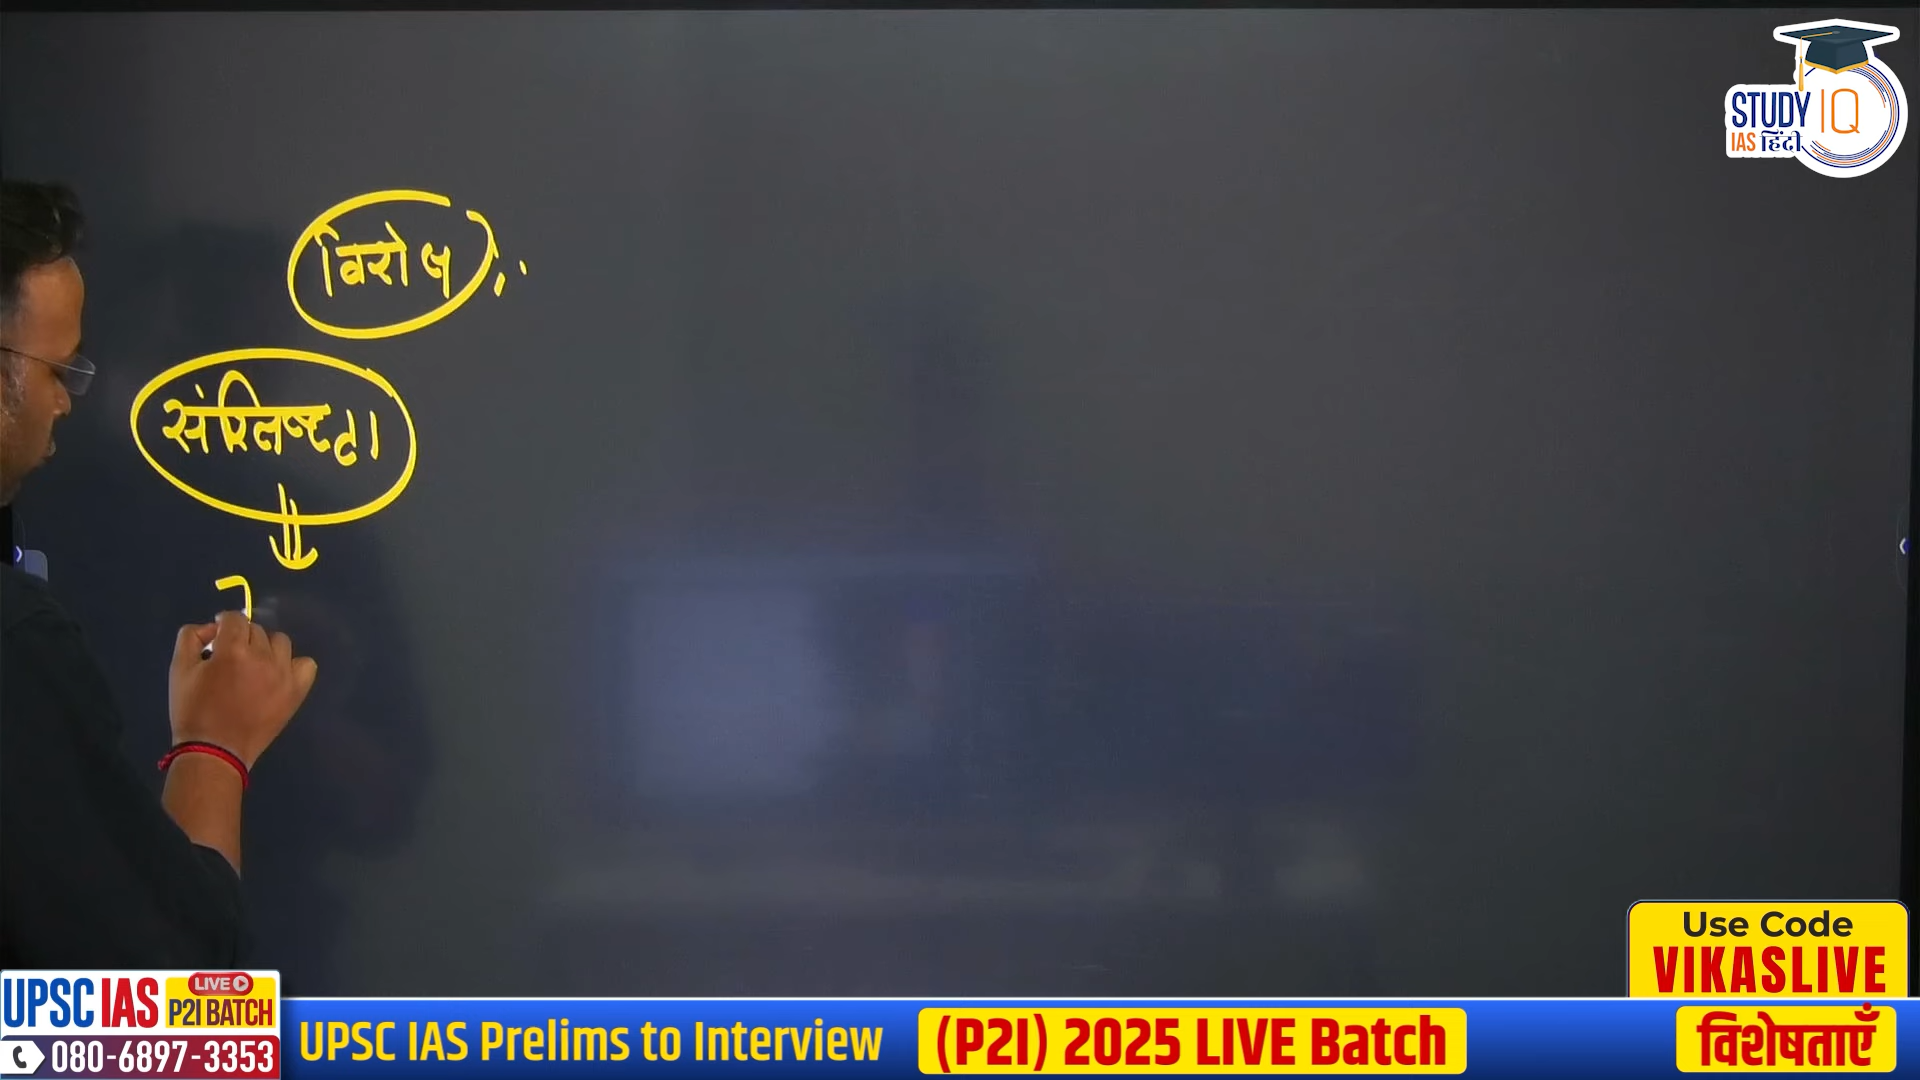 STUDY IQ
IAS हिंदी
विरोध
संश्लिष्टता
Use Code
VIKASLIVE
UPSC IAS
LIVE
P2I BATCH
080-6897-3353
UPSC IAS Prelims to Interview
(P2I) 2025 LIVE Batch
विशेषताएँ